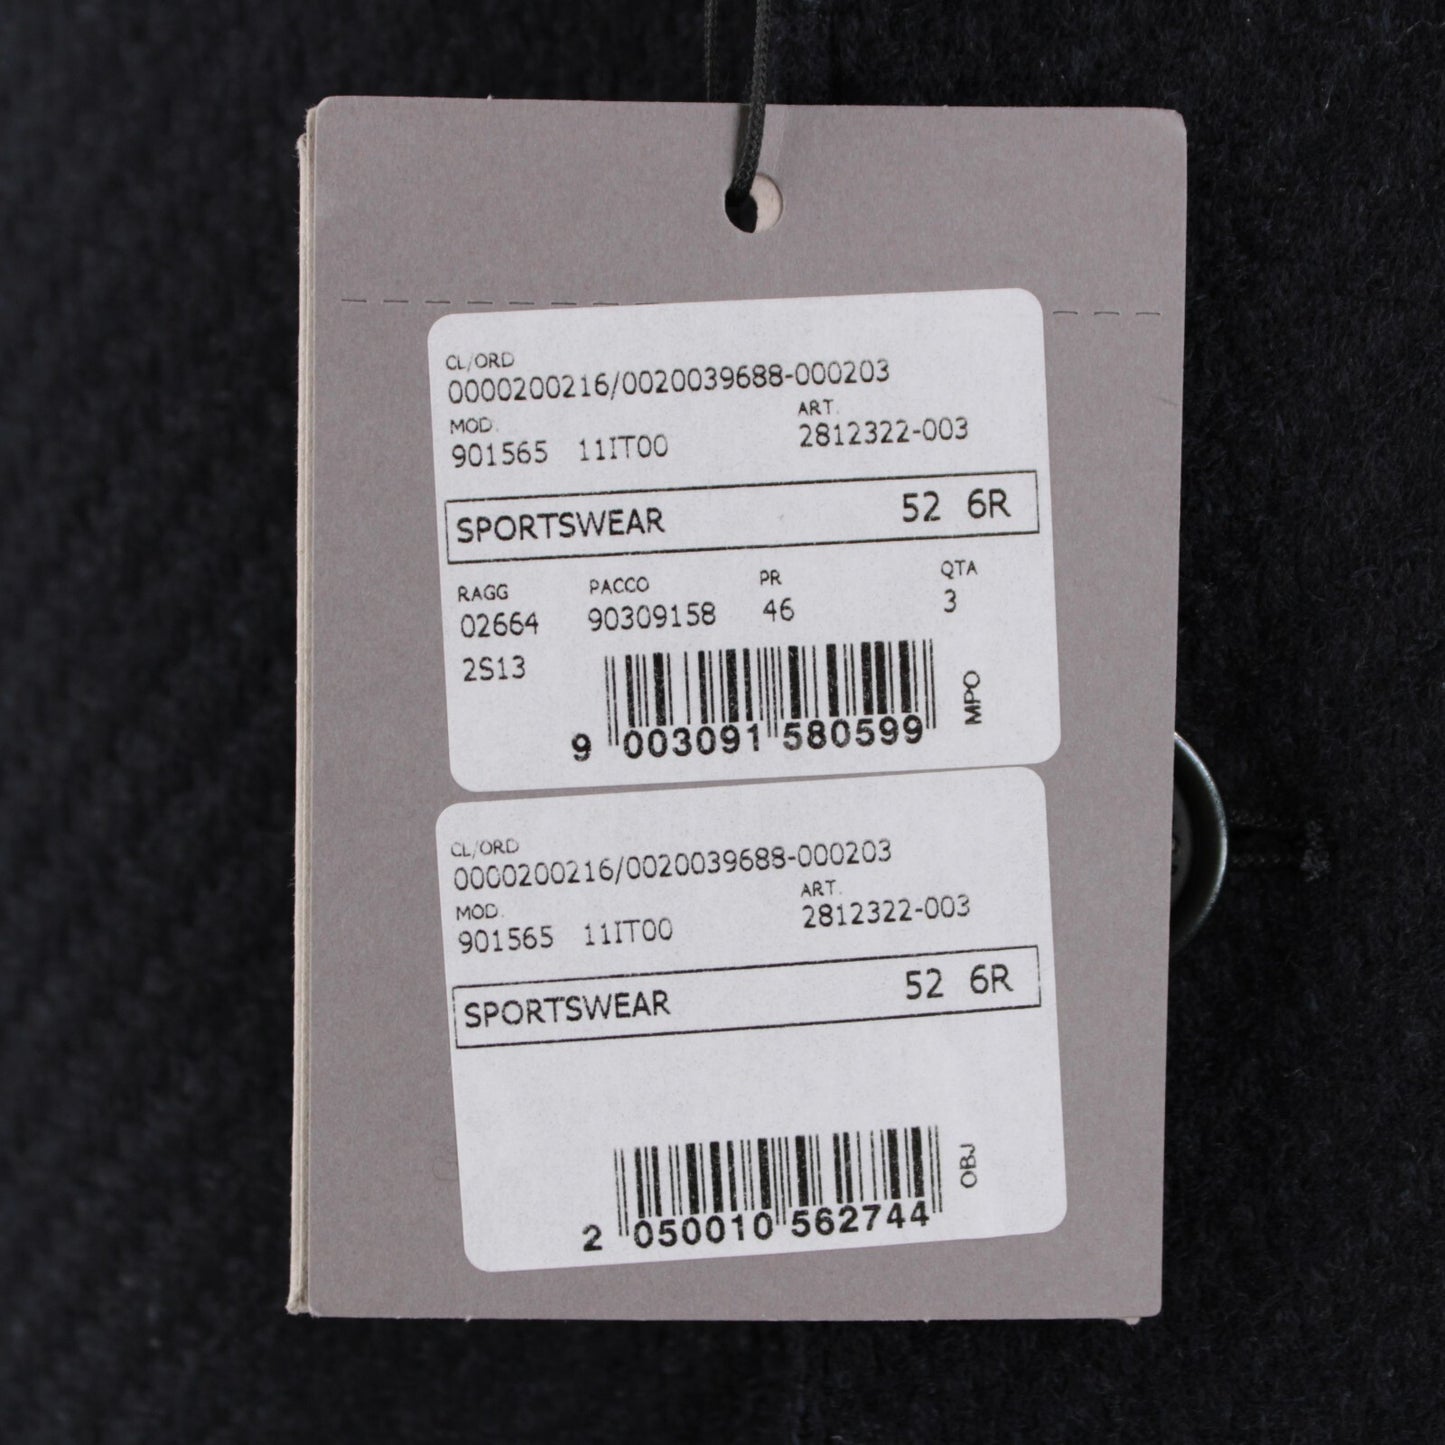 CL/ORD
0000200216/0020039688-000203
MOD. ART.
901565 11IT00 2812322-003
SPORTSWEAR 52 6R
RAGG PACCO PR QTA
02664 90309158 46 3
2S13
MPO
9 003091 580599
CL/ORD
0000200216/0020039688-000203
MOD. ART.
901565 11IT00 2812322-003
SPORTSWEAR 52 6R
OBJ
2 050010 562744